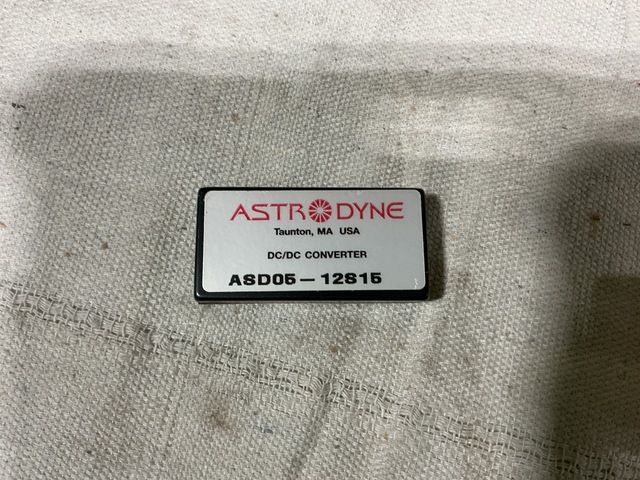 ASTRODYNE
Taunton, MA USA
DC/DC CONVERTER
ASD05-12S15